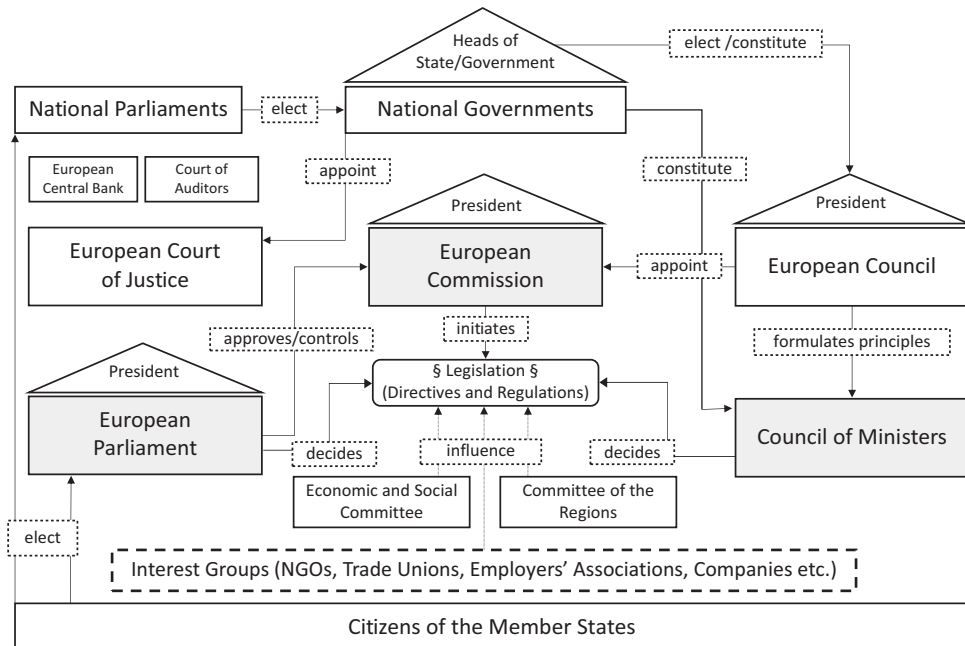 Heads of
State/Government
elect /constitute
National Parliaments
elect
National Governments
European
Central Bank
Court of
Auditors
appoint
constitute
President
President
European Court
of Justice
European
Commission
appoint
European Council
approves/controls
initiates
formulates principles
President
§ Legislation §
(Directives and Regulations)
European
Parliament
decides
influence
decides
Council of Ministers
Economic and Social
Committee
Committee of the
Regions
elect
Interest Groups (NGOs, Trade Unions, Employers’ Associations, Companies etc.)
Citizens of the Member States